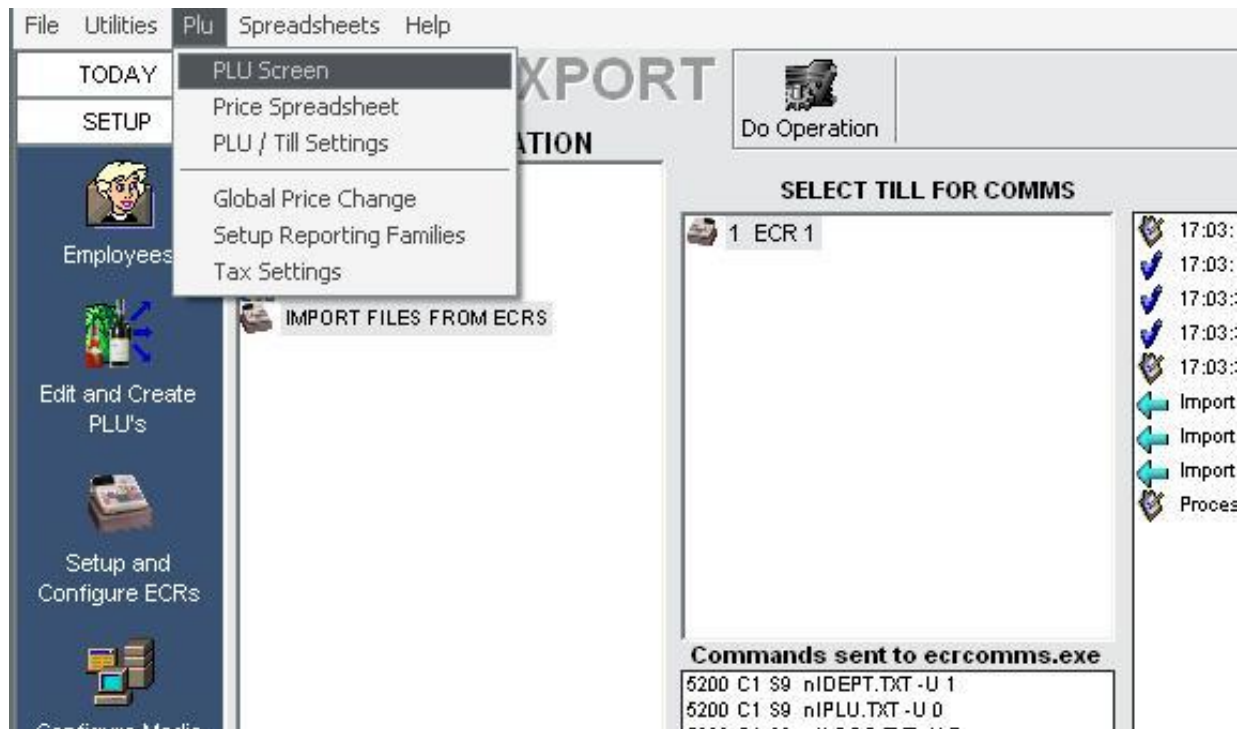 File Utilities Plu Spreadsheets Help
TODAY
SETUP
PLU Screen
Price Spreadsheet
PLU / Till Settings
Global Price Change
Setup Reporting Families
Tax Settings
XPORT
ATION
Do Operation
Employees
Edit and Create
PLU's
Setup and
Configure ECRs
IMPORT FILES FROM ECRS
SELECT TILL FOR COMMS
1 ECR 1
17:03:
17:03:
17:03:
17:03:
17:03:
Import
Import
Import
Proces
Commands sent to ecrcomms.exe
5200 C1 S9 nIDEPT.TXT -U 1
5200 C1 S9 nIPLU.TXT -U 0